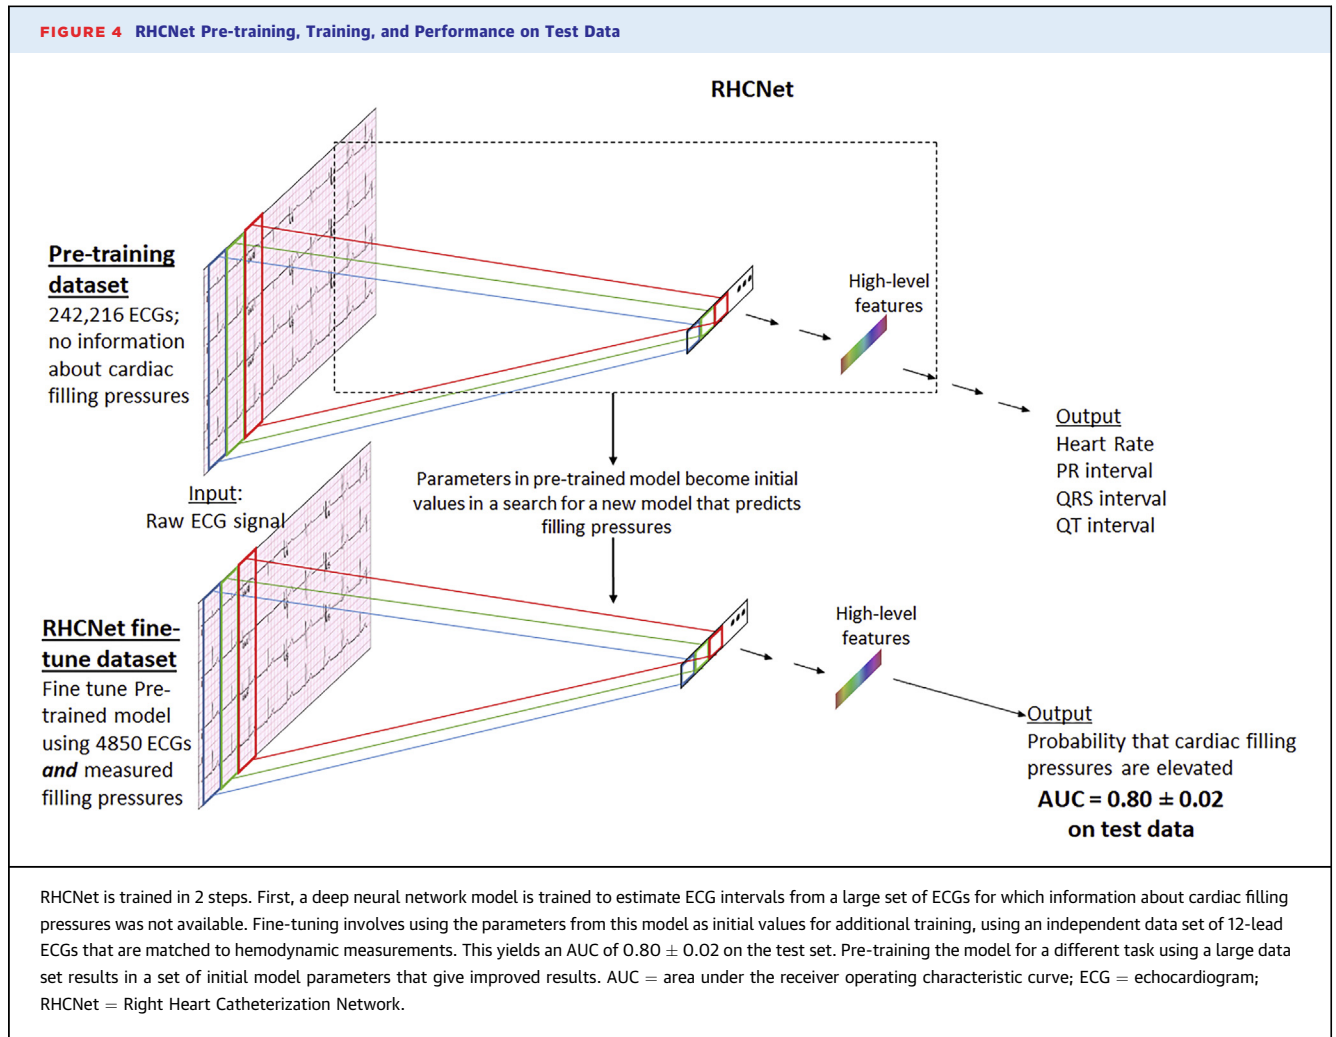 FIGURE 4 RHCNet Pre-training, Training, and Performance on Test Data
RHCNet
Pre-training
dataset
242,216 ECGs;
no information
about cardiac
filling pressures
High-level
features
Output
Heart Rate
PR interval
QRS interval
QT interval
Input:
Raw ECG signal
Parameters in pre-trained model become initial
values in a search for a new model that predicts
filling pressures
RHCNet fine-
tune dataset
Fine tune Pre-
trained model
using 4850 ECGs
and measured
filling pressures
High-level
features
Output
Probability that cardiac filling
pressures are elevated
AUC = 0.80 ± 0.02
on test data
RHCNet is trained in 2 steps. First, a deep neural network model is trained to estimate ECG intervals from a large set of ECGs for which information about cardiac filling
pressures was not available. Fine-tuning involves using the parameters from this model as initial values for additional training, using an independent data set of 12-lead
ECGs that are matched to hemodynamic measurements. This yields an AUC of 0.80 ± 0.02 on the test set. Pre-training the model for a different task using a large data
set results in a set of initial model parameters that give improved results. AUC = area under the receiver operating characteristic curve; ECG = echocardiogram;
RHCNet = Right Heart Catheterization Network.